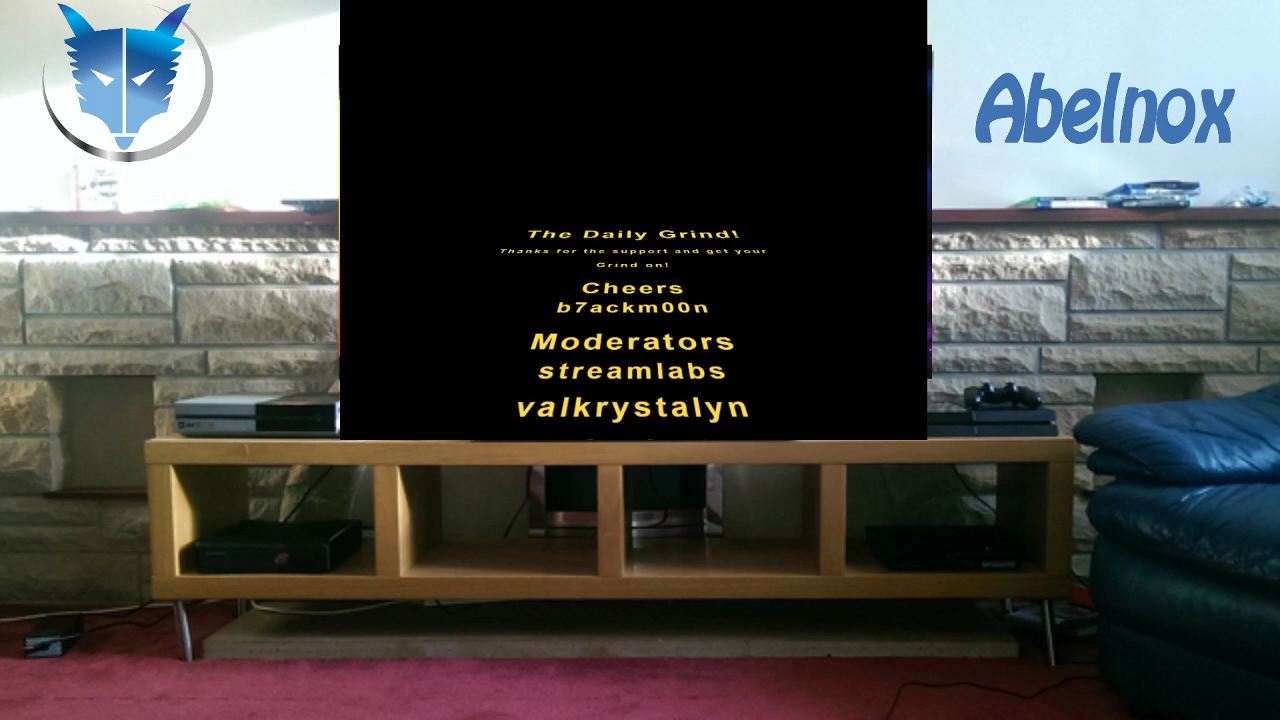 Abelnox
The Daily Grind!
Thanks for the support and get your
Grind on!
Cheers
b7ackm00n
Moderators
streamlabs
valkrystalyn